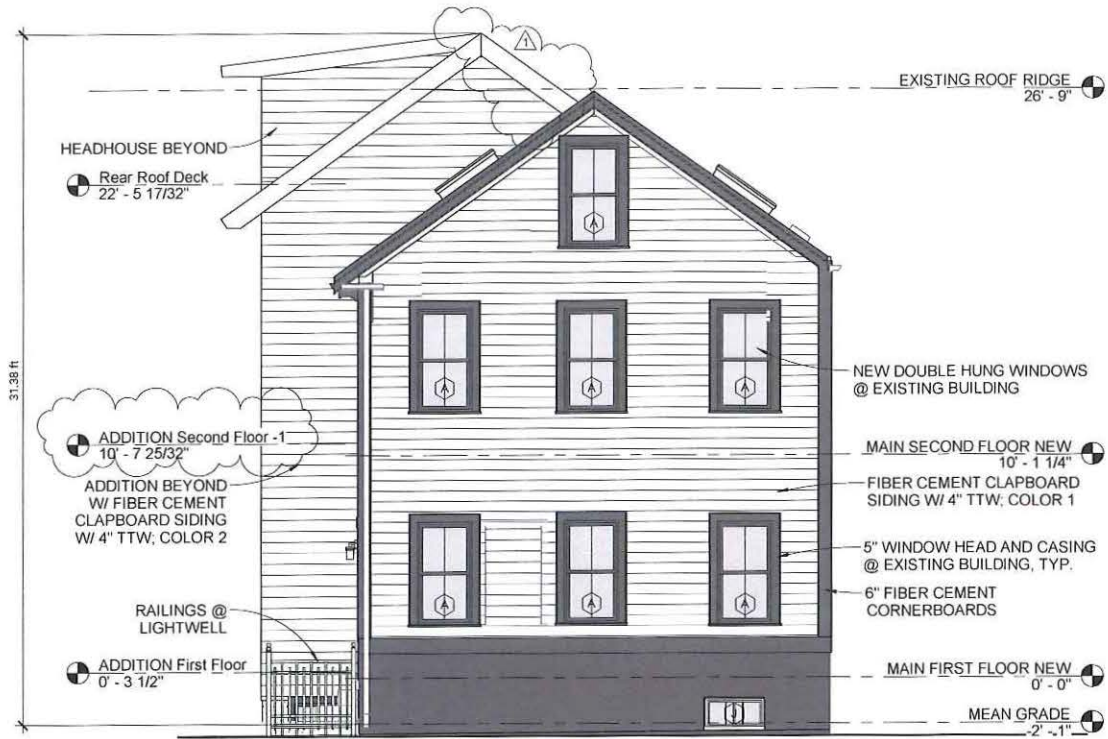 1
EXISTING ROOF RIDGE
26' - 9"
HEADHOUSE BEYOND
Rear Roof Deck
22' - 5 17/32"
A
31.38 ft
A
A
A
NEW DOUBLE HUNG WINDOWS
@ EXISTING BUILDING
ADDITION Second Floor -1
10' - 7 25/32"
MAIN SECOND FLOOR NEW
10' - 1 1/4"
ADDITION BEYOND
W/ FIBER CEMENT
CLAPBOARD SIDING
W/ 4" TTW; COLOR 2
FIBER CEMENT CLAPBOARD
SIDING W/ 4" TTW; COLOR 1
5" WINDOW HEAD AND CASING
@ EXISTING BUILDING, TYP.
A
A
A
6" FIBER CEMENT
CORNERBOARDS
RAILINGS @
LIGHTWELL
ADDITION First Floor
0' - 3 1/2"
MAIN FIRST FLOOR NEW
0' - 0"
J
MEAN GRADE
-2' -1"